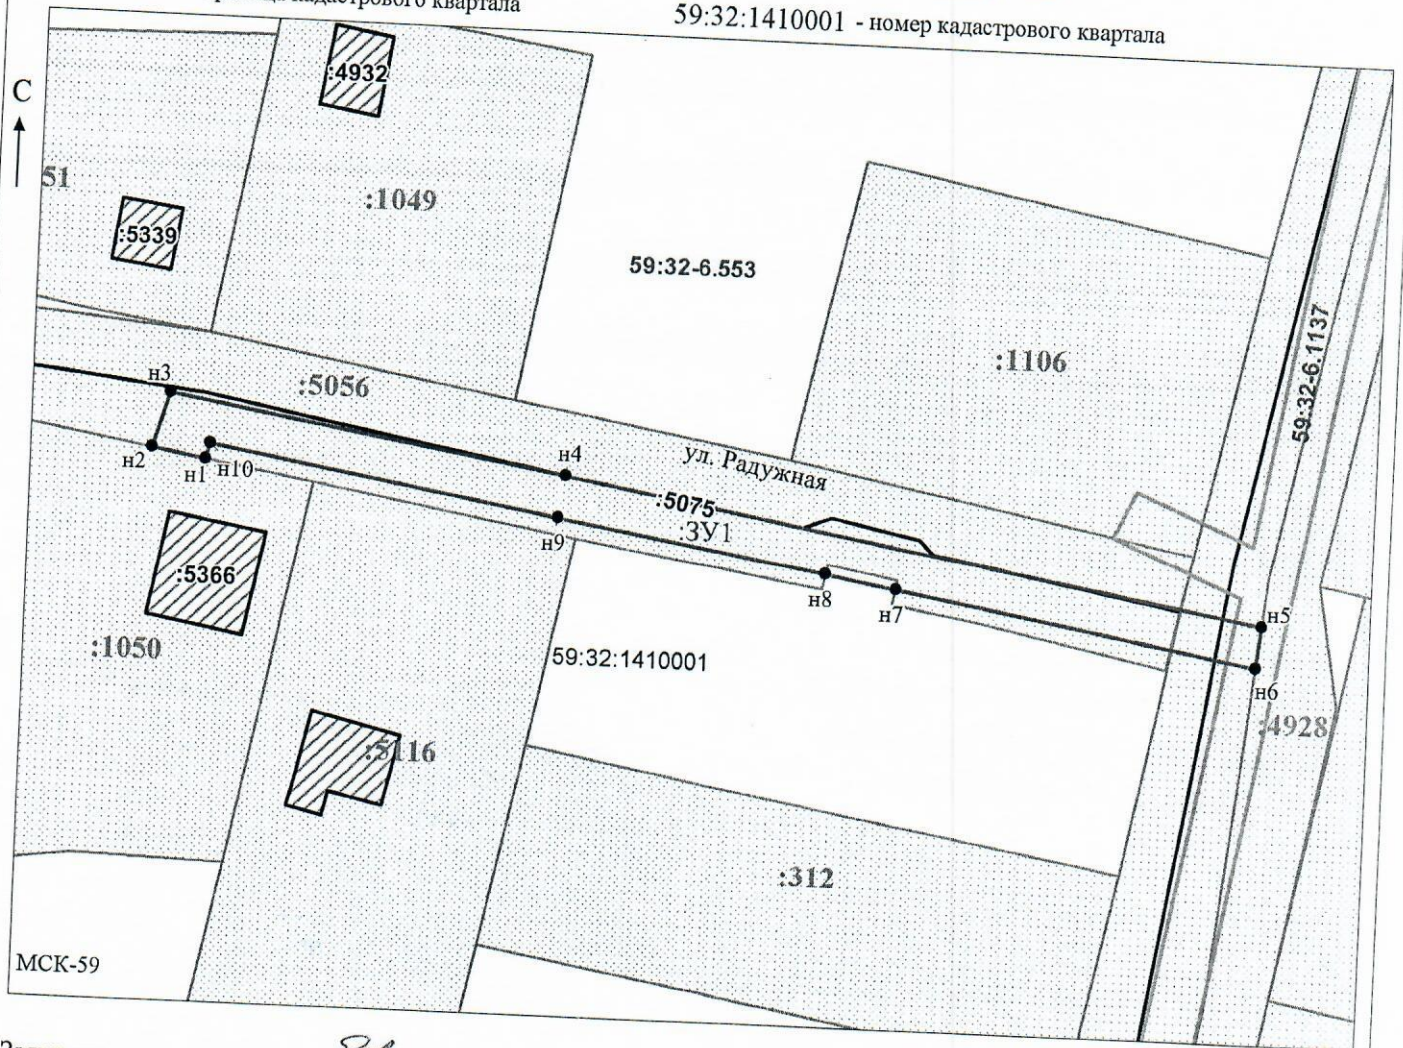 кадастрового квартала
59:32:1410001 - номер кадастрового квартала
С
:4932
51
:1049
:5339
59:32-6.553
:1106
59:32-6.1137
н3
:5056
н4
ул. Радужная
н2
н1
н10
:5075
:ЗУ1
н9
:5366
н8
н7
н5
:1050
59:32:1410001
н6
:4928
:5116
:312
МСК-59